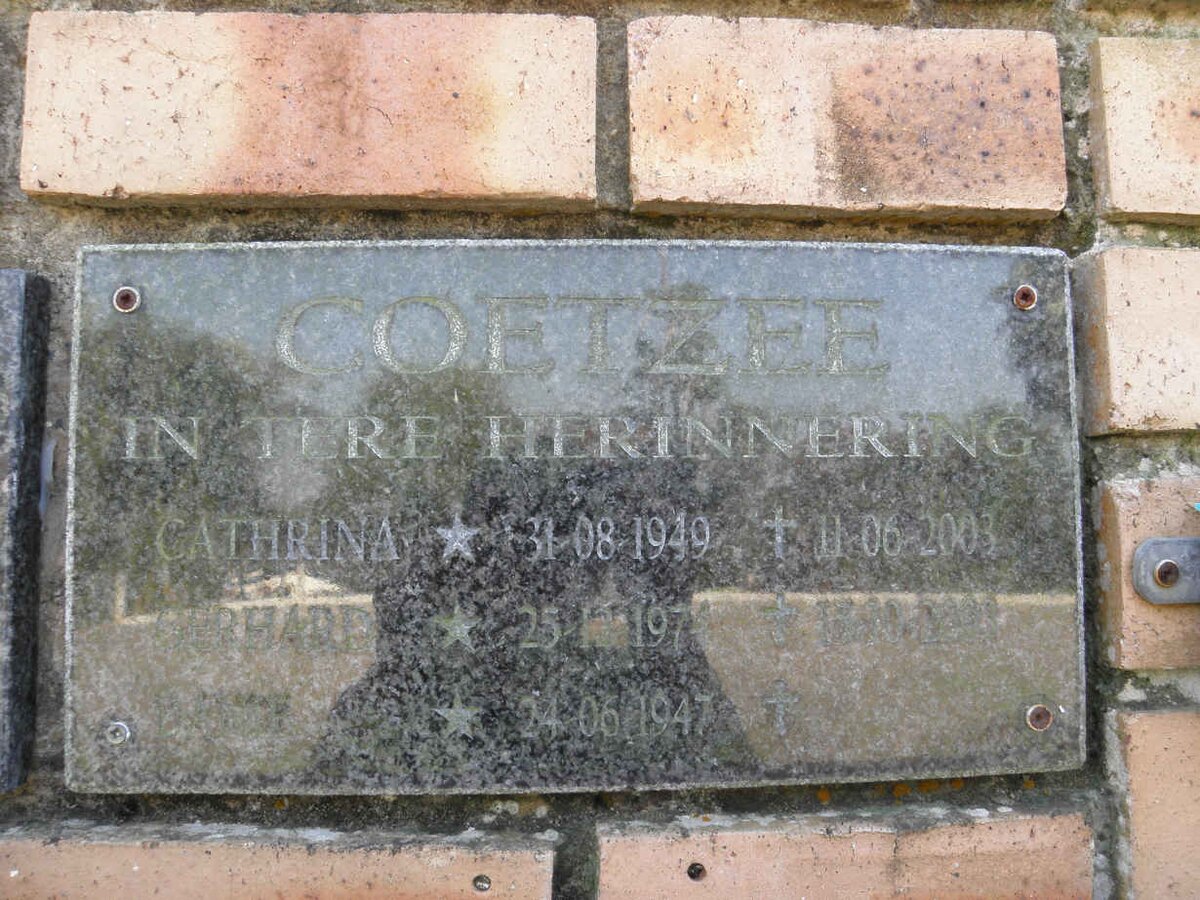 COETZEE
IN TERE HERINNERING
CATHRINA ★ 31-08-1949 ✝ 11-06-2003
GERHARD ★ ✝
★ 24-06-1947 ✝